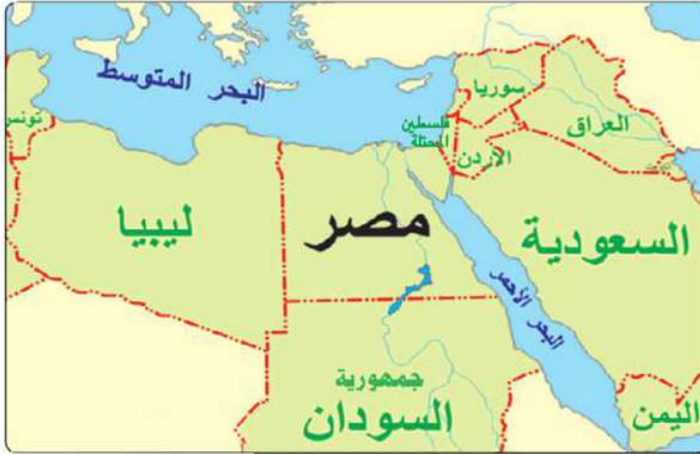 البحر المتوسط
سوريا
تونس
العراق
فلسطين
المحتلة
الاردن
ليبيا
مصر
السعودية
البحر الأحمر
جمهورية
السودان
اليمن